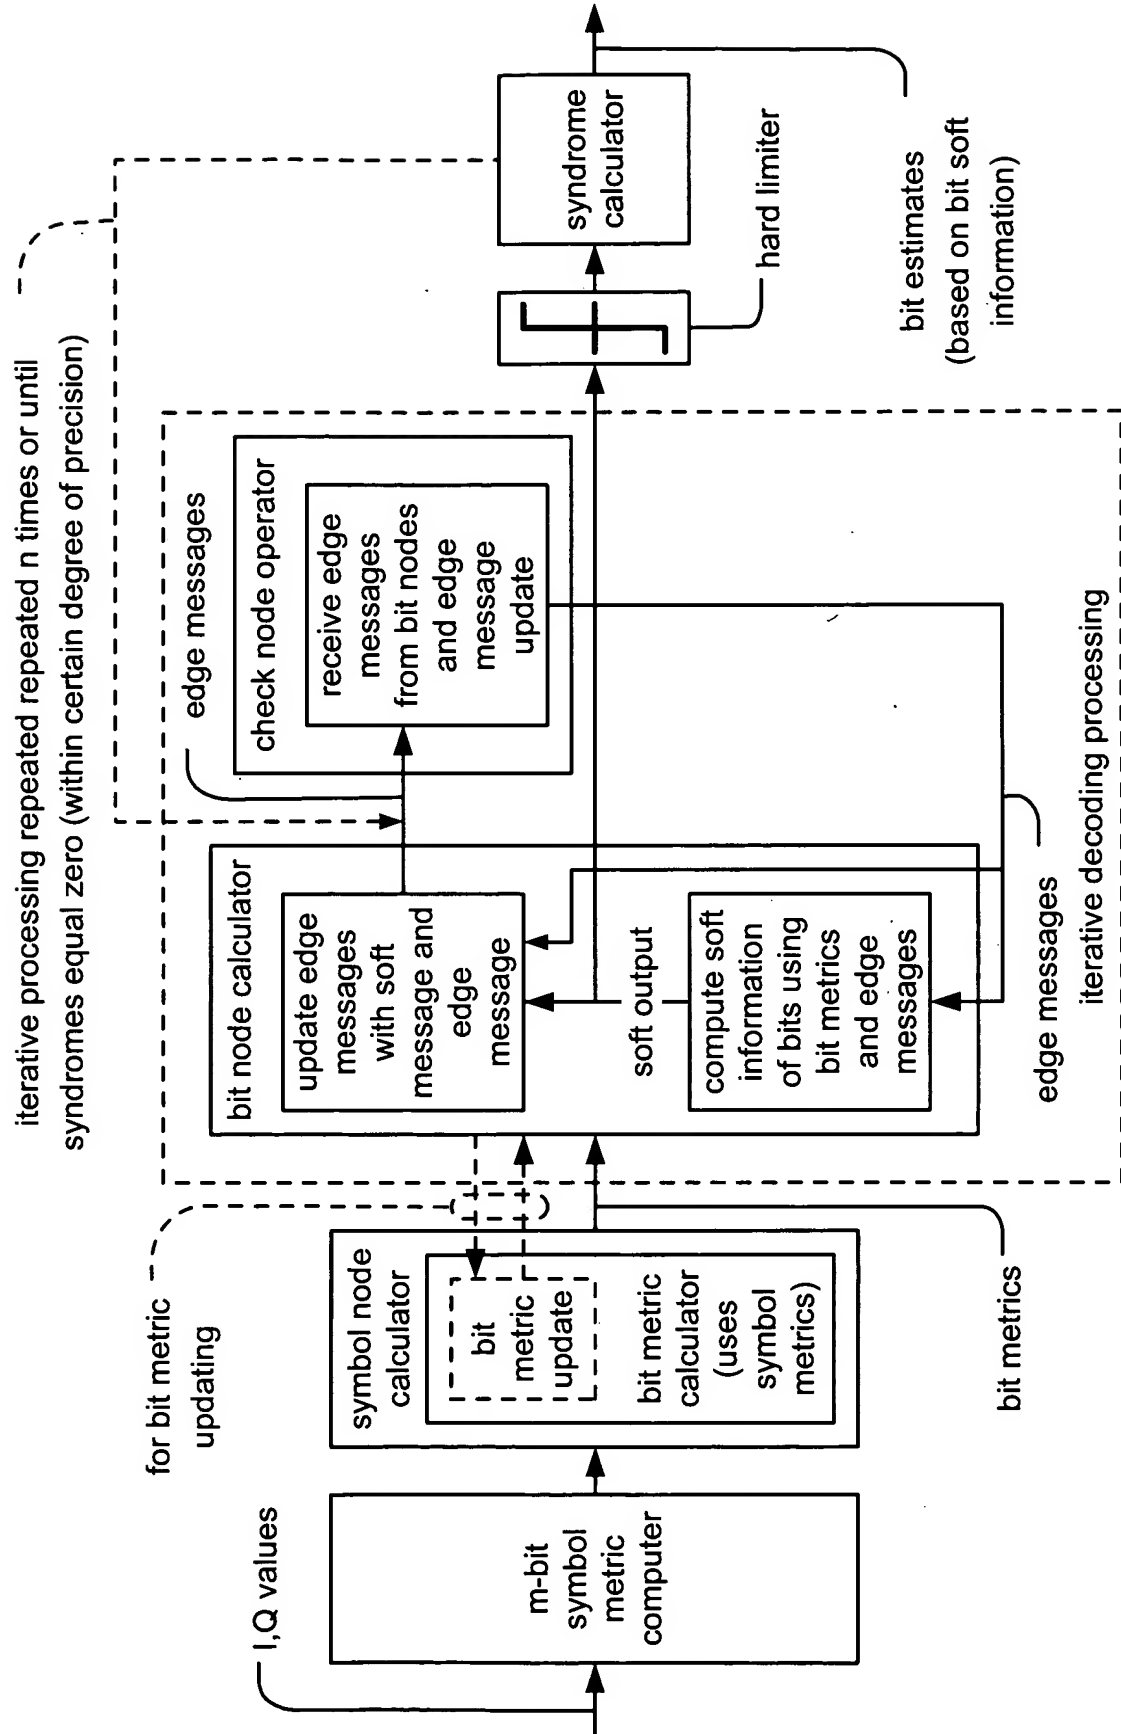 iterative processing repeated repeated n times or until
syndromes equal zero (within certain degree of precision)
I,Q values
m-bit
symbol
metric
computer
for bit metric
updating
symbol node
calculator
bit
metric
update
bit metric
calculator
(uses
symbol
metrics)
bit metrics
bit node calculator
update edge
messages
with soft
message and
edge
message
soft output
compute soft
information
of bits using
bit metrics
and edge
messages
edge messages
check node operator
receive edge
messages
from bit nodes
and edge
message
update
edge messages
iterative decoding processing
hard limiter
syndrome
calculator
bit estimates
(based on bit soft
information)